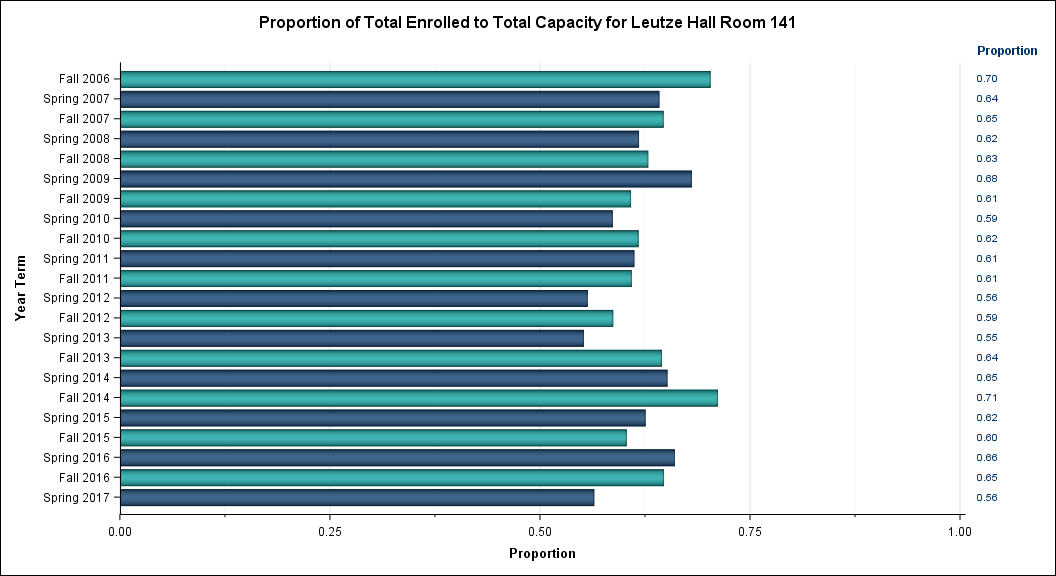 Proportion of Total Enrolled to Total Capacity for Leutze Hall Room 141
Proportion
Fall 2006 0.70
Spring 2007 0.64
Fall 2007 0.65
Spring 2008 0.62
Fall 2008 0.63
Spring 2009 0.68
Fall 2009 0.61
Spring 2010 0.59
Fall 2010 0.62
Spring 2011 0.61
Fall 2011 0.61
Spring 2012 0.56
Fall 2012 0.59
Spring 2013 0.55
Fall 2013 0.64
Spring 2014 0.65
Fall 2014 0.71
Spring 2015 0.62
Fall 2015 0.60
Spring 2016 0.66
Fall 2016 0.65
Spring 2017 0.56
Year Term
0.00 0.25 0.50 0.75 1.00
Proportion